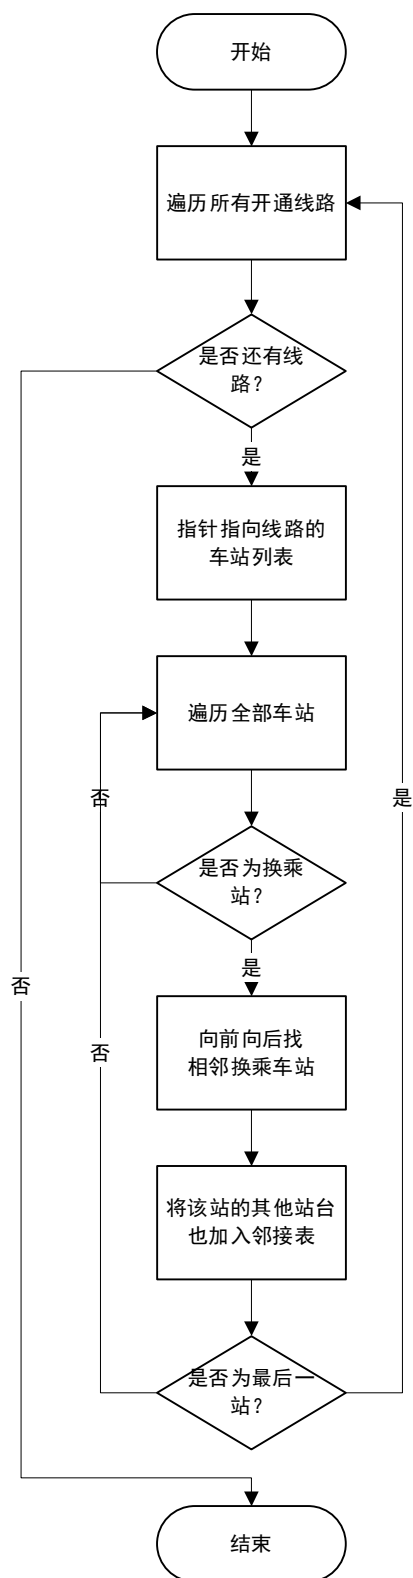 开始
遍历所有开通线路
是否还有线
路？
是
指针指向线路的
车站列表
遍历全部车站
否
是
是否为换乘
站？
是
否
向前向后找
相邻换乘车站
否
将该站的其他站台
也加入邻接表
是否为最后一
站？
结束